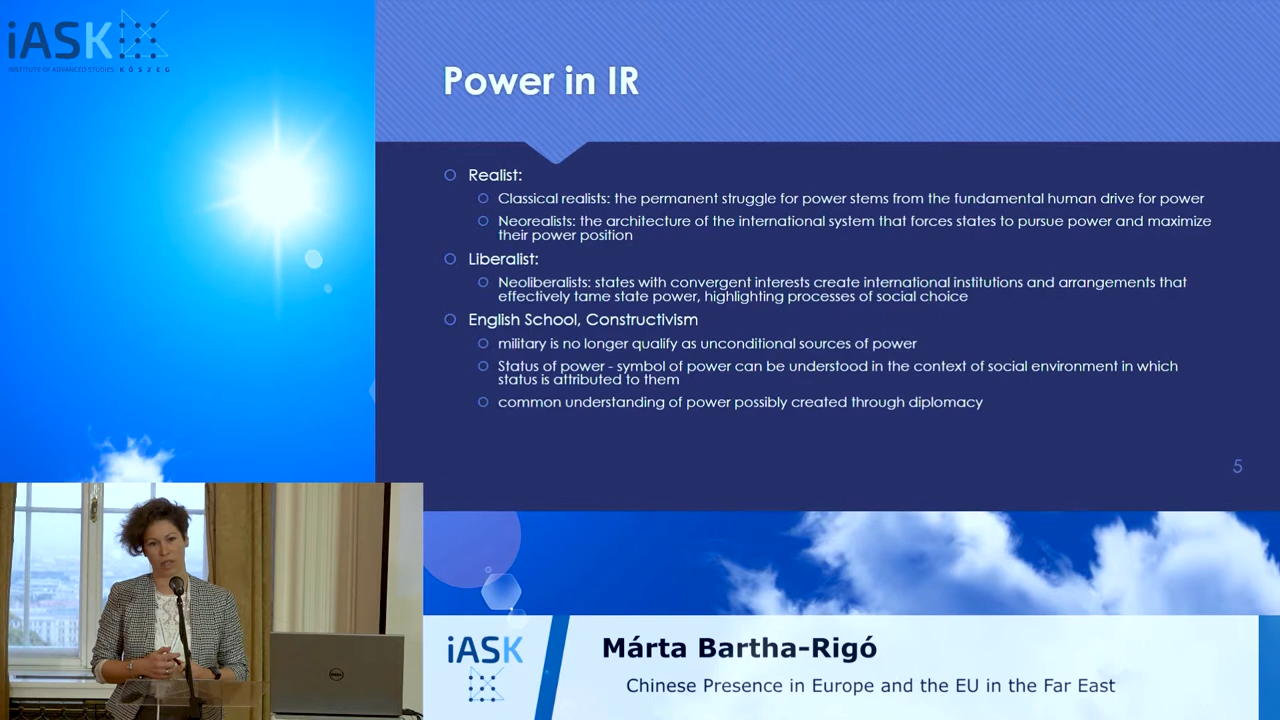 iASK
INSTITUTE OF ADVANCED STUDIES KŐSZEG
Power in IR
Realist:
Classical realists: the permanent struggle for power stems from the fundamental human drive for power
Neorealists: the architecture of the international system that forces states to pursue power and maximize
their power position
Liberalist:
Neoliberalists: states with convergent interests create international institutions and arrangements that
effectively tame state power, highlighting processes of social choice
English School, Constructivism
military is no longer qualify as unconditional sources of power
Status of power - symbol of power can be understood in the context of social environment in which
status is attributed to them
common understanding of power possibly created through diplomacy
5
DELL
iASK
Márta Bartha-Rigó
Chinese Presence in Europe and the EU in the Far East